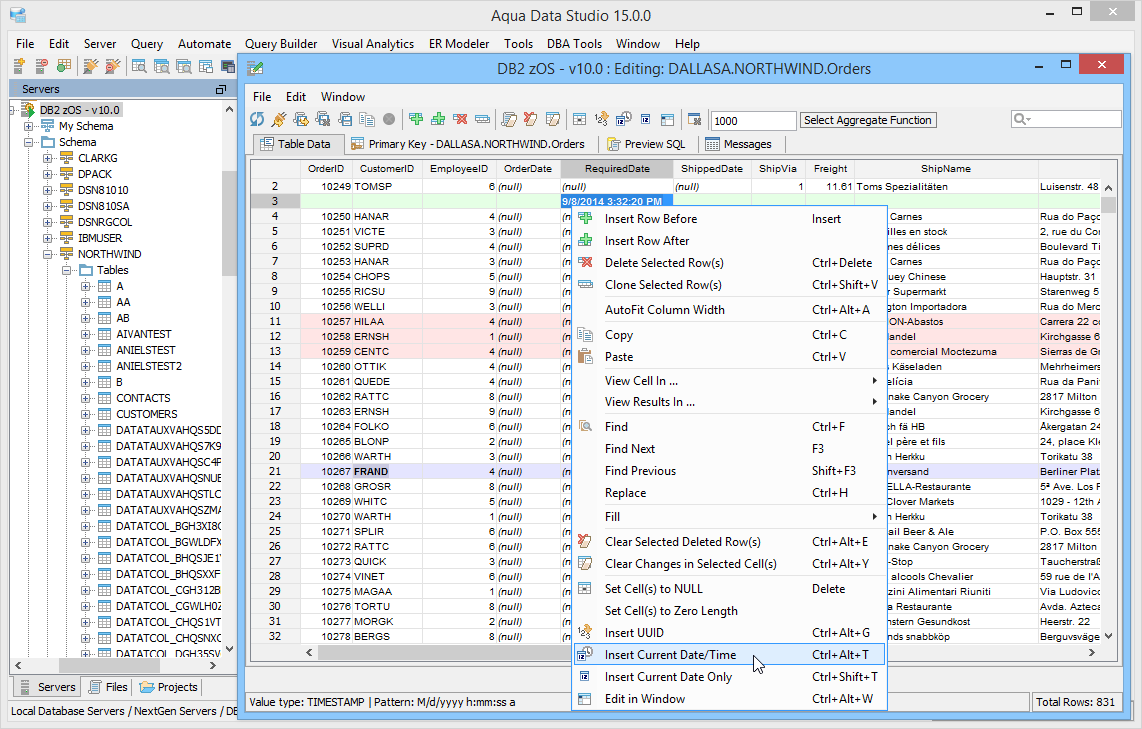 Aqua Data Studio 15.0.0
File Edit Server Query Automate Query Builder Visual Analytics ER Modeler Tools DBA Tools Window Help
Servers
DB2 zOS - v10.0
My Schema
Schema
CLARKG
DPACK
DSN81010
DSN810SA
DSNRGCOL
IBMUSER
NORTHWIND
Tables
A
AA
AB
AIVANTEST
ANIELSTEST
ANIELSTEST2
B
CONTACTS
CUSTOMERS
DATATAUXVAHQS5DD
DATATAUXVAHQS7K9
DATATAUXVAHQSC4P
DATATAUXVAHQSNUE
DATATAUXVAHQSTLC
DATATAUXVAHQSZMA
DATATCOL_BGH3XI8C
DATATCOL_BGWLDFX
DATATCOL_BHQSJE1
DATATCOL_BHQSXXF
DATATCOL_CGH312B
DATATCOL_CGWLH0Z
DATATCOL_CHQS1VT
DATATCOL_CHQSNXC
DATATCOL_DGH35SV
Servers Files Projects
Local Database Servers / NextGen Servers / DB
DB2 zOS - v10.0 : Editing: DALLASA.NORTHWIND.Orders
File Edit Window
1000 Select Aggregate Function
Table Data Primary Key - DALLASA.NORTHWIND.Orders Preview SQL Messages
OrderID CustomerID EmployeeID OrderDate RequiredDate ShippedDate ShipVia Freight ShipName
2 10249 TOMSP 6 (null) (null) (null) 1 11.61 Toms Spezialitäten Luisenstr. 48
3 9/8/2014 3:32:20 PM
4 10250 HANAR 4 (null) Carnes Rua do Paço
5 10251 VICTE 3 (null) illes en stock 2, rue du Co
6 10252 SUPRD 4 (null) mes délices Boulevard Ti
7 10253 HANAR 3 (null) Carnes Rua do Paço
8 10254 CHOPS 5 (null) uey Chinese Hauptstr. 31
9 10255 RICSU 9 (null) r Supermarkt Starenweg 5
10 10256 WELLI 3 (null) ngton Importadora Rua do Merc
11 10257 HILAA 4 (null) ON-Abastos Carrera 22 co
12 10258 ERNSH 1 (null) Handel Kirchgasse 6
13 10259 CENTC 4 (null) comercial Moctezuma Sierras de Gr
14 10260 OTTIK 4 (null) s Käseladen Mehrheimers
15 10261 QUEDE 4 (null) elícia Rua da Pani
16 10262 RATTC 8 (null) snake Canyon Grocery 2817 Milton
17 10263 ERNSH 9 (null) Handel Kirchgasse 6
18 10264 FOLKO 6 (null) ch fä HB Åkergatan 24
19 10265 BLONP 2 (null) el père et fils 24, place Klé
20 10266 WARTH 3 (null) n Herkku Torikatu 38
21 10267 FRAND 4 (null) nversand Berliner Plat
22 10268 GROSR 8 (null) ELLA-Restaurante 5ª Ave. Los P
23 10269 WHITC 5 (null) Clover Markets 1029 - 12th A
24 10270 WARTH 1 (null) n Herkku Torikatu 38
25 10271 SPLIR 6 (null) ail Beer & Ale P.O. Box 555
26 10272 RATTC 6 (null) snake Canyon Grocery 2817 Milton
27 10273 QUICK 3 (null) -Stop Taucherstraß
28 10274 VINET 6 (null) alcools Chevalier 59 rue de l'A
29 10275 MAGAA 1 (null) zini Alimentari Riuniti Via Ludovico
30 10276 TORTU 8 (null) Avda. Azteca
31 10277 MORGK 2 (null) nstern Gesundkost Heerstr. 22
32 10278 BERGS 8 (null) nds snabbköp Berguvsväge
Insert Row Before Insert
Insert Row After
Delete Selected Row(s) Ctrl+Delete
Clone Selected Row(s) Ctrl+Shift+V
AutoFit Column Width Ctrl+Alt+A
Copy Ctrl+C
Paste Ctrl+V
View Cell In ...
View Results In ...
Find Ctrl+F
Find Next F3
Find Previous Shift+F3
Replace Ctrl+H
Fill
Clear Selected Deleted Row(s) Ctrl+Alt+E
Clear Changes in Selected Cell(s) Ctrl+Alt+Y
Set Cell(s) to NULL Delete
Set Cell(s) to Zero Length
Insert UUID Ctrl+Alt+G
Insert Current Date/Time Ctrl+Alt+T
Insert Current Date Only Ctrl+Shift+T
Edit in Window Ctrl+Alt+W
Value type: TIMESTAMP | Pattern: M/d/yyyy h:mm:ss a
Total Rows: 831